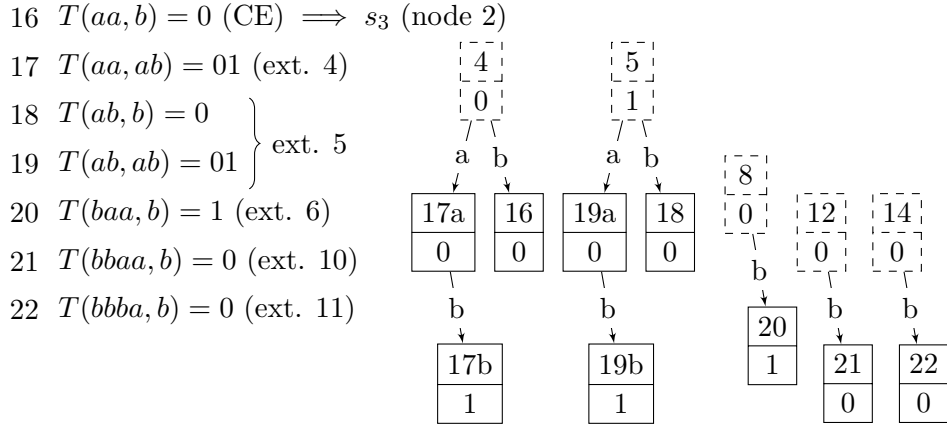 16 T(aa, b) = 0 (CE) ⟹ s₃ (node 2)
17 T(aa, ab) = 01 (ext. 4)
18 T(ab, b) = 0
19 T(ab, ab) = 01
ext. 5
20 T(baa, b) = 1 (ext. 6)
21 T(bbaa, b) = 0 (ext. 10)
22 T(bbba, b) = 0 (ext. 11)
4 5
0 1
a b a b
8
0
12 14
0 0
17a 16 19a 18
0 0 0 0
b
b b b b
20
1
17b 19b 21 22
1 1 0 0